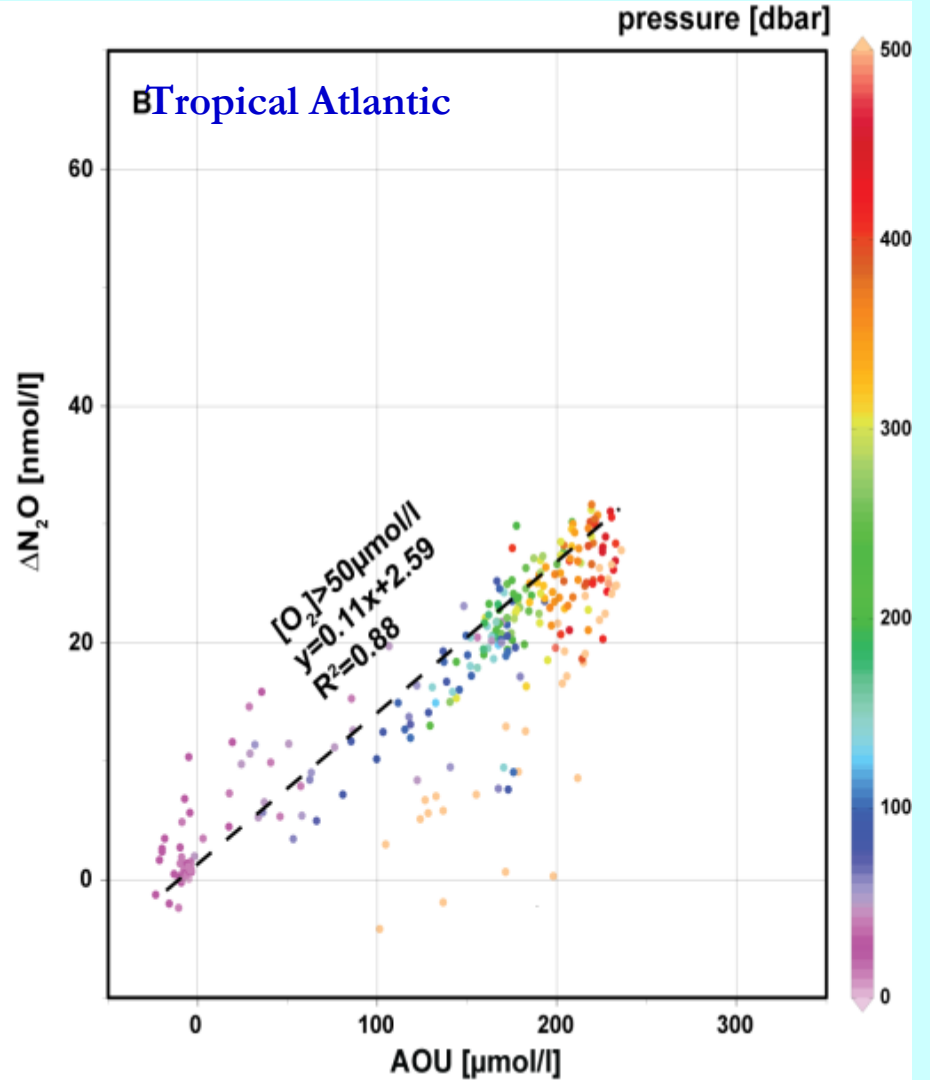 pressure [dbar]
BTropical Atlantic
500
400
300
200
100
0
60
40
20
0
ΔN₂O [nmol/l]
[O₂]>50μmol/l
y=0.11x+2.59
R²=0.88
0
100
200
300
AOU [μmol/l]